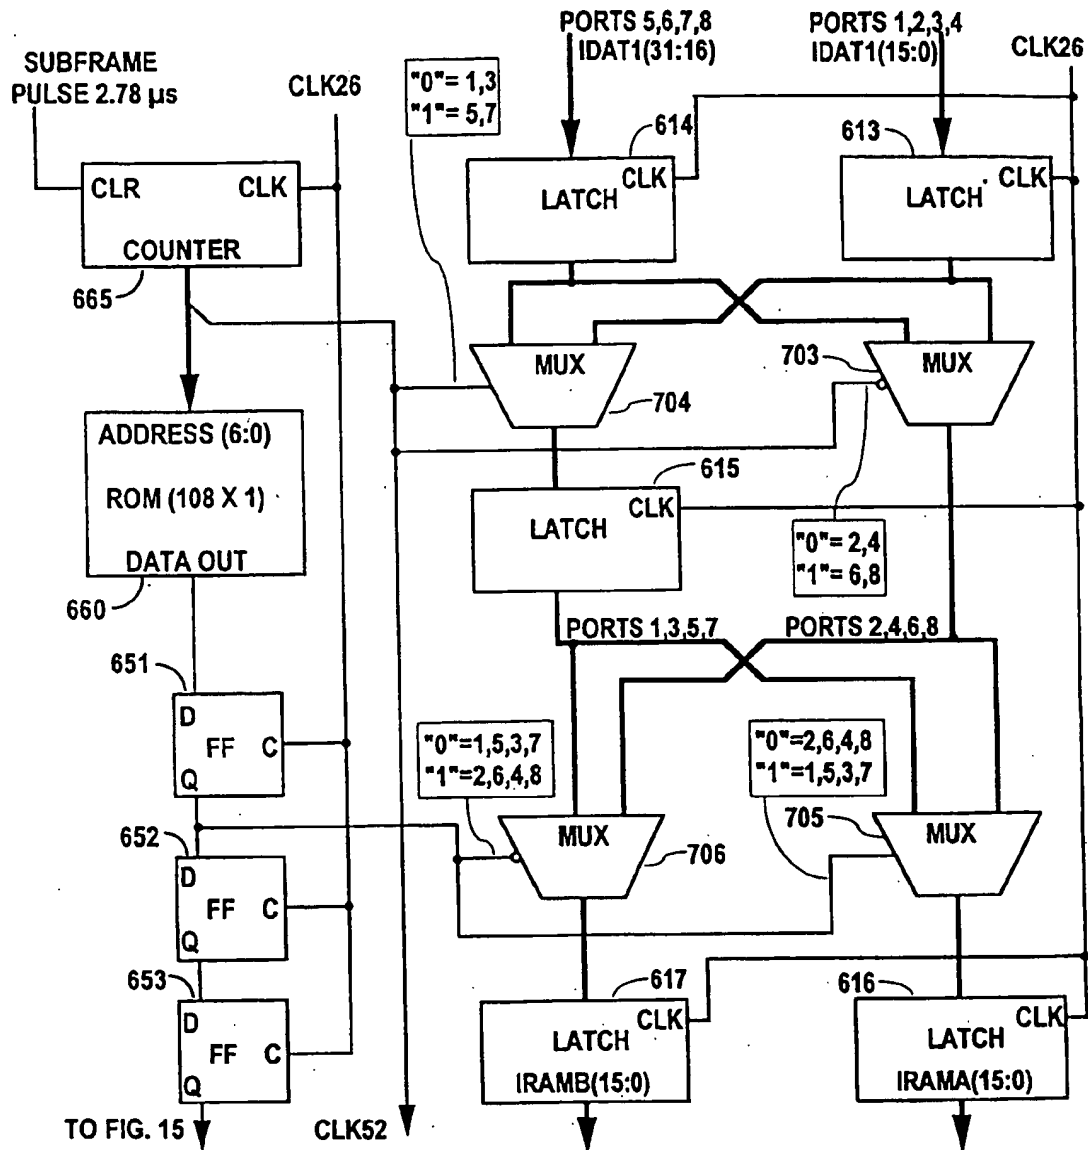 PORTS 5,6,7,8
IDAT1(31:16)
PORTS 1,2,3,4
IDAT1(15:0)
CLK26
SUBFRAME
PULSE 2.78 µs
CLK26
"0"= 1,3
"1"= 5,7
614
613
CLR
CLK
COUNTER
665
LATCH
CLK
LATCH
CLK
MUX
704
703
MUX
ADDRESS (6:0)
ROM (108 X 1)
DATA OUT
660
615
CLK
LATCH
"0"= 2,4
"1"= 6,8
PORTS 1,3,5,7
PORTS 2,4,6,8
651
D
FF
C
Q
"0"=1,5,3,7
"1"=2,6,4,8
"0"=2,6,4,8
"1"=1,5,3,7
652
D
FF
C
Q
MUX
706
705
MUX
653
D
FF
C
Q
617
CLK
LATCH
IRAMB(15:0)
616
CLK
LATCH
IRAMA(15:0)
TO FIG. 15
CLK52